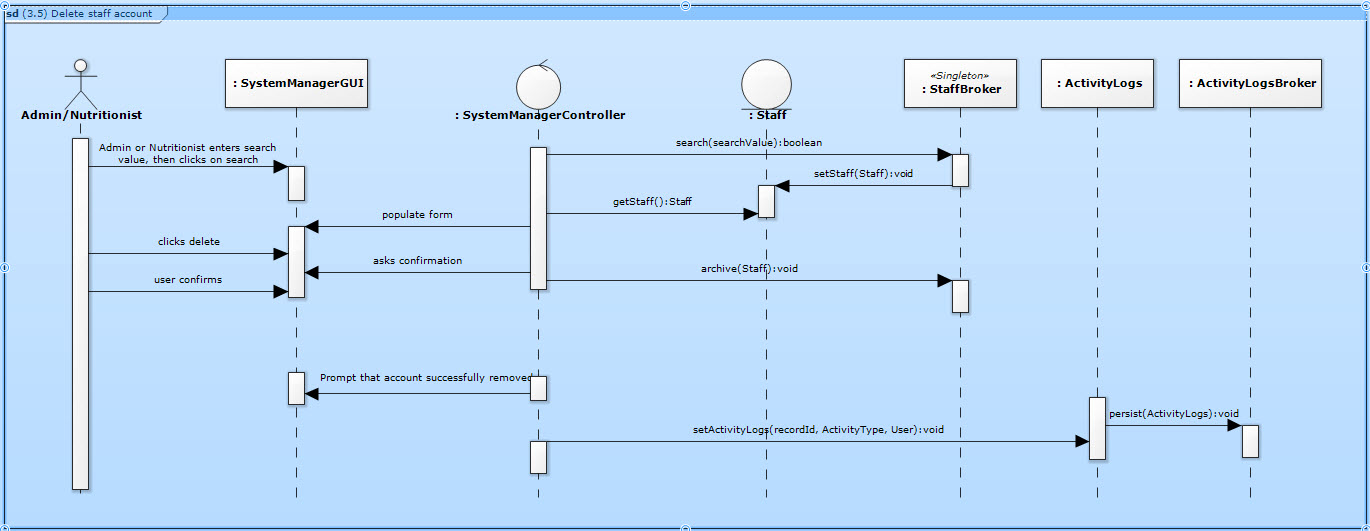 sd (3.5) Delete staff account
Admin/Nutritionist
: SystemManagerGUI
: SystemManagerController
: Staff
«Singleton»
: StaffBroker
: ActivityLogs
: ActivityLogsBroker
Admin or Nutritionist enters search
value, then clicks on search
search(searchValue):boolean
setStaff(Staff):void
getStaff():Staff
populate form
clicks delete
asks confirmation
archive(Staff):void
user confirms
Prompt that account successfully removed
persist(ActivityLogs):void
setActivityLogs(recordId, ActivityType, User):void